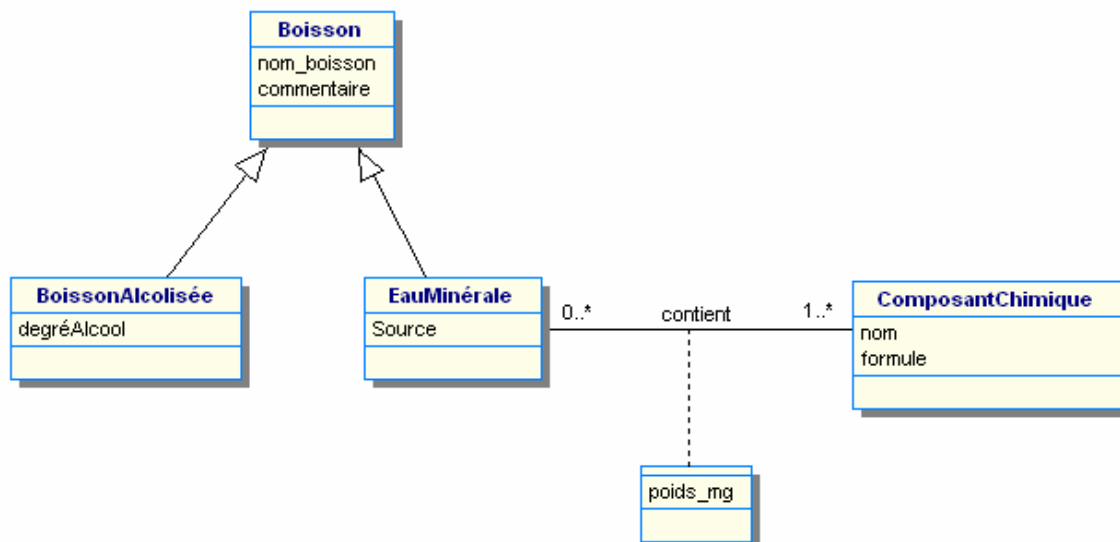 Boisson
nom_boisson
commentaire
BoissonAlcolisée
degréAlcool
EauMinérale
Source
0..*
contient
1..*
ComposantChimique
nom
formule
poids_mg